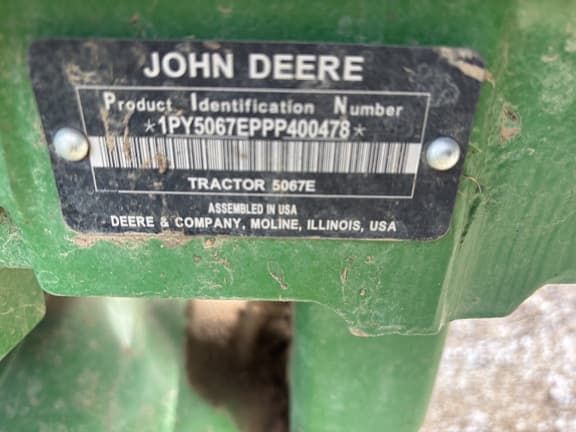 JOHN DEERE
Product Identification Number
*1PY5067EPPP400478*
TRACTOR 5067E
ASSEMBLED IN USA
DEERE & COMPANY, MOLINE, ILLINOIS, USA